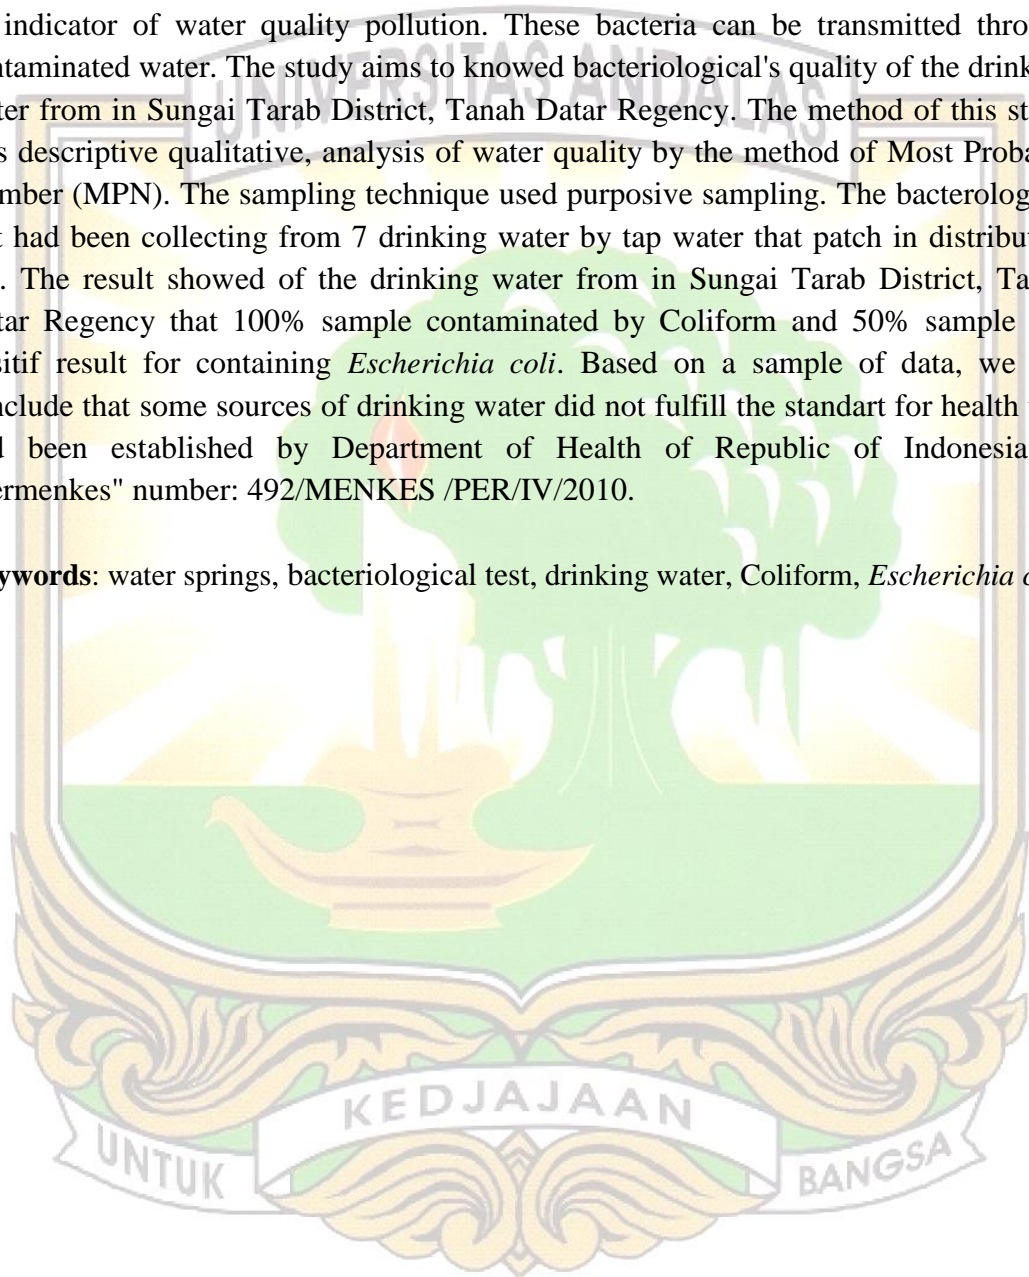 indicator of water quality pollution. These bacteria can be transmitted thro
ntaminated water. The study aims to knowed bacteriological's quality of the drink
ter from in Sungai Tarab District, Tanah Datar Regency. The method of this st
s descriptive qualitative, analysis of water quality by the method of Most Proba
mber (MPN). The sampling technique used purposive sampling. The bacterolog
t had been collecting from 7 drinking water by tap water that patch in distribut
. The result showed of the drinking water from in Sungai Tarab District, Ta
tar Regency that 100% sample contaminated by Coliform and 50% sample
sitif result for containing Escherichia coli. Based on a sample of data, we
nclude that some sources of drinking water did not fulfill the standart for health
d been established by Department of Health of Republic of Indonesia
ermenkes" number: 492/MENKES /PER/IV/2010.
ywords: water springs, bacteriological test, drinking water, Coliform, Escherichia c
UNIVERSITAS ANDALAS
UNTUK KEDJAJAAN BANGSA